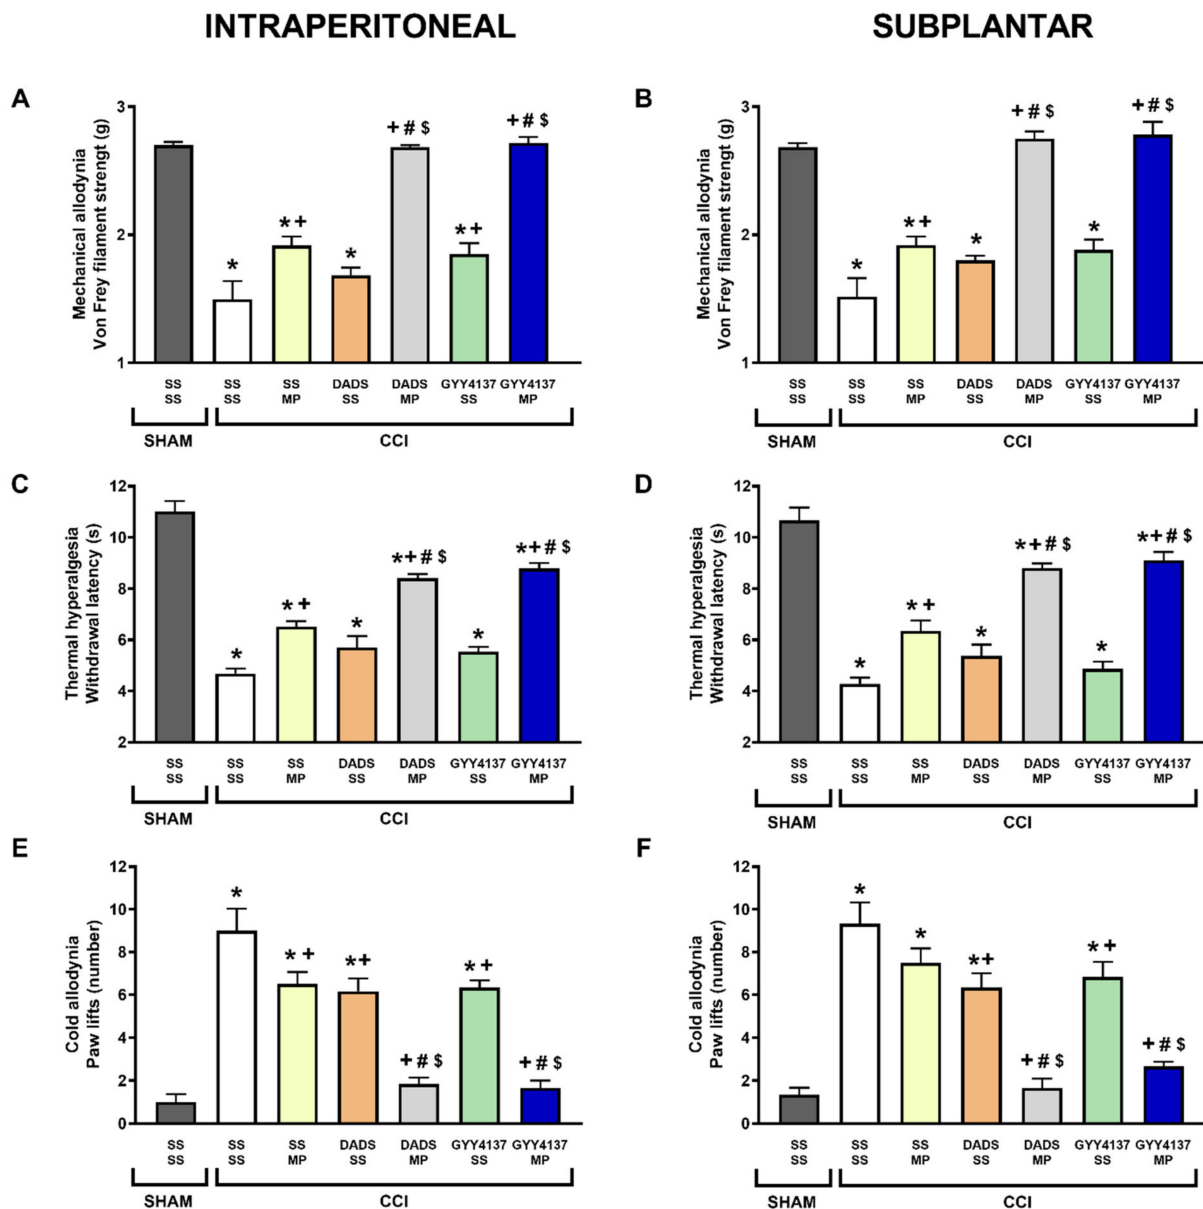 INTRAPERITONEAL
SUBPLANTAR
A
Mechanical allodynia
Von Frey filament strengt (g)
3
2
1
*
* +
*
+ # $
* +
+ # $
SS SS SS DADS DADS GYY4137 GYY4137
SS SS MP SS MP SS MP
SHAM
CCI
B
Mechanical allodynia
Von Frey filament strengt (g)
3
2
1
*
* +
*
+ # $
*
+ # $
SS SS SS DADS DADS GYY4137 GYY4137
SS SS MP SS MP SS MP
SHAM
CCI
C
Thermal hyperalgesia
Withdrawal latency (s)
12
10
8
6
4
2
*
* +
*
* + # $
*
* + # $
SS SS SS DADS DADS GYY4137 GYY4137
SS SS MP SS MP SS MP
SHAM
CCI
D
Thermal hyperalgesia
Withdrawal latency (s)
12
10
8
6
4
2
*
* +
*
* + # $
*
* + # $
SS SS SS DADS DADS GYY4137 GYY4137
SS SS MP SS MP SS MP
SHAM
CCI
E
Cold allodynia
Paw lifts (number)
12
10
8
6
4
2
0
*
* +
* +
+ # $
* +
+ # $
SS SS SS DADS DADS GYY4137 GYY4137
SS SS MP SS MP SS MP
SHAM
CCI
F
Cold allodynia
Paw lifts (number)
12
10
8
6
4
2
0
*
*
* +
+ # $
* +
+ # $
SS SS SS DADS DADS GYY4137 GYY4137
SS SS MP SS MP SS MP
SHAM
CCI